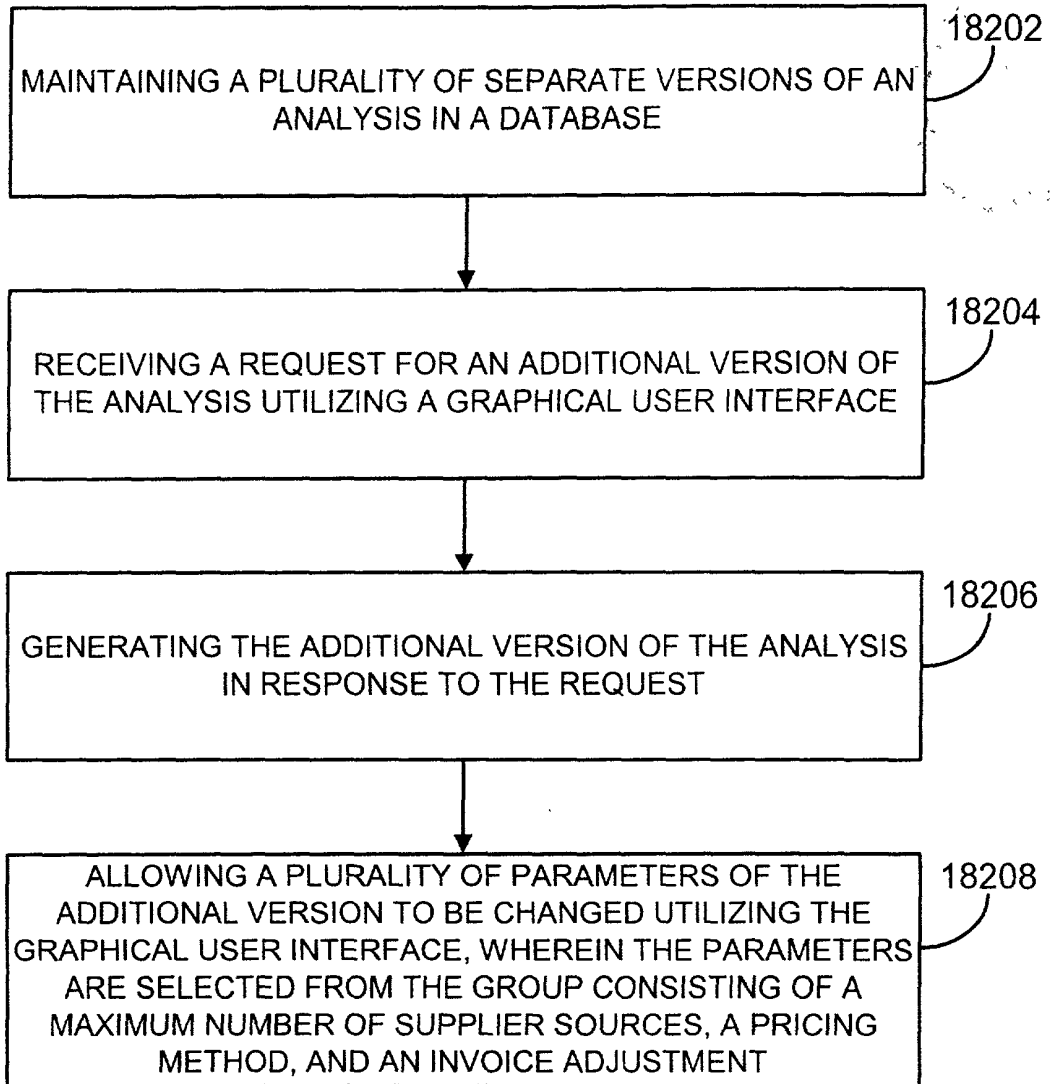 18202
MAINTAINING A PLURALITY OF SEPARATE VERSIONS OF AN
ANALYSIS IN A DATABASE
18204
RECEIVING A REQUEST FOR AN ADDITIONAL VERSION OF
THE ANALYSIS UTILIZING A GRAPHICAL USER INTERFACE
18206
GENERATING THE ADDITIONAL VERSION OF THE ANALYSIS
IN RESPONSE TO THE REQUEST
18208
ALLOWING A PLURALITY OF PARAMETERS OF THE
ADDITIONAL VERSION TO BE CHANGED UTILIZING THE
GRAPHICAL USER INTERFACE, WHEREIN THE PARAMETERS
ARE SELECTED FROM THE GROUP CONSISTING OF A
MAXIMUM NUMBER OF SUPPLIER SOURCES, A PRICING
METHOD, AND AN INVOICE ADJUSTMENT